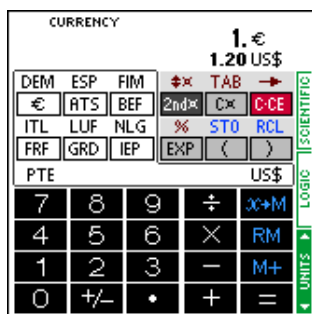 CURRENCY
1. €
1.20 US$
DEM ESP FIM ⇞¤ TAB →
€ ATS BEF 2nd¤ C¤ C·CE
ITL LUF NLG % STO RCL
FRF GRD IEP EXP ( )
PTE US$
7 8 9 ÷ x→M
4 5 6 × RM
1 2 3 − M+
0 +/− • + =
SCIENTIFIC
LOGIC
UNITS